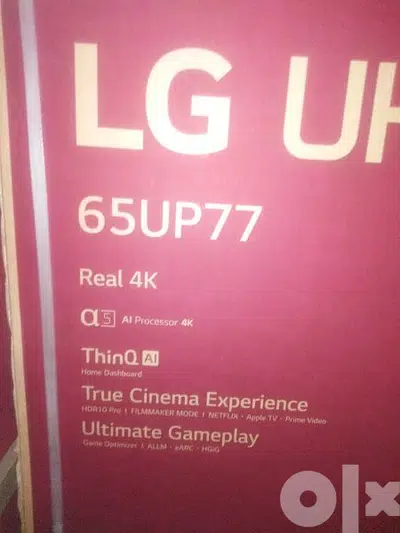 LG UH
65UP77
Real 4K
α5 AI Processor 4K
ThinQ AI
Home Dashboard
True Cinema Experience
HDR10 Pro | FILMMAKER MODE | NETFLIX · Apple TV · Prime Video
Ultimate Gameplay
Game Optimizer | ALLM · eARC · HGiG
olx